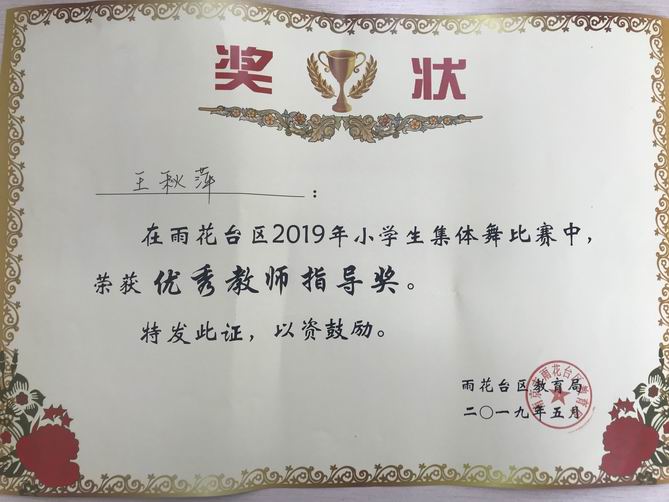 奖状
王秋萍：
在雨花台区2019年小学生集体舞比赛中，
荣获优秀教师指导奖。
特发此证，以资鼓励。
雨花台区教育局
二〇一九年五月